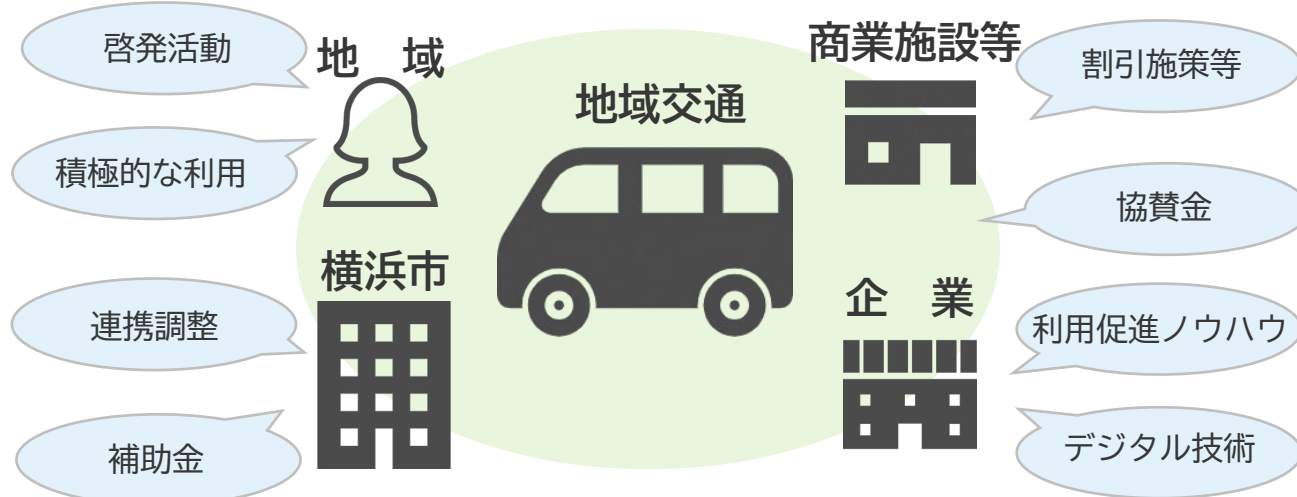 啓発活動
地　域
積極的な利用
横浜市
連携調整
補助金
地域交通
商業施設等
割引施策等
協賛金
企　業
利用促進ノウハウ
デジタル技術